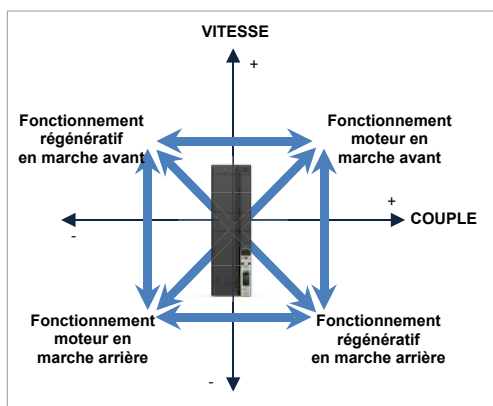 VITESSE
+
Fonctionnement
régénératif
en marche avant
Fonctionnement
moteur en
marche avant
+
COUPLE
-
Fonctionnement
moteur en
marche arrière
Fonctionnement
régénératif
en marche arrière
-